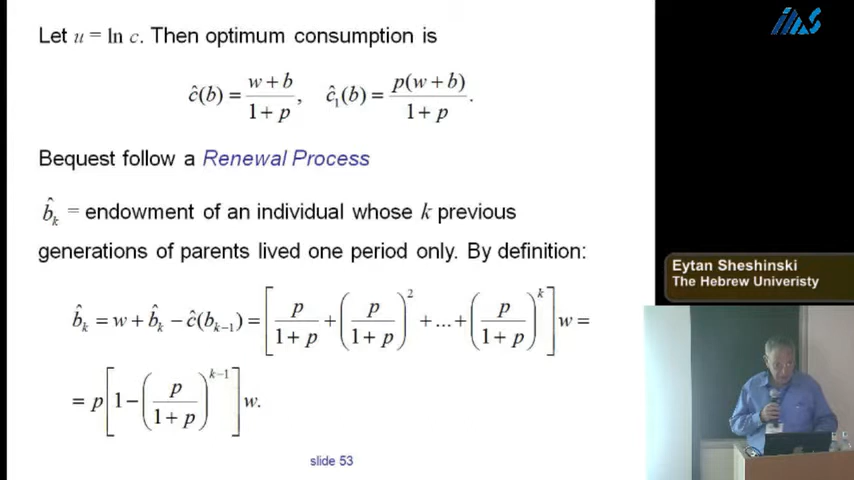 IAS
Let u = ln c. Then optimum consumption is
ĉ(b) = (w + b)/(1 + p), ĉ₁(b) = p(w + b)/(1 + p).
Bequest follow a Renewal Process
b̂ₖ = endowment of an individual whose k previous
generations of parents lived one period only. By definition:
b̂ₖ = w + b̂ₖ − ĉ(bₖ₋₁) = [p/(1 + p) + (p/(1 + p))² + ... + (p/(1 + p))ᵏ] w =
= p[1 − (p/(1 + p))ᵏ⁻¹] w.
slide 53
Eytan Sheshinski
The Hebrew Univeristy